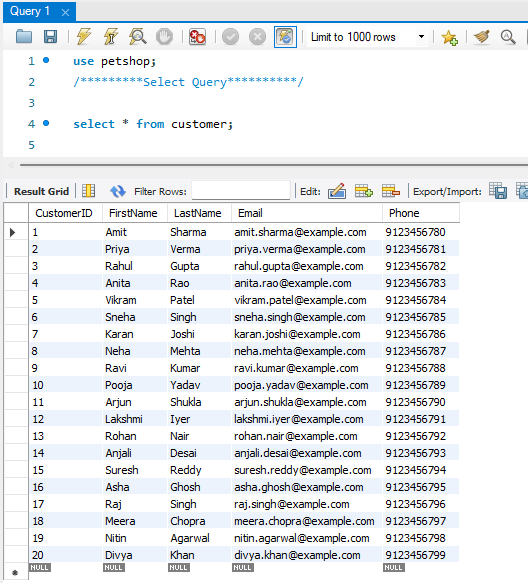 Query 1
Limit to 1000 rows
1 use petshop;
2 /*********Select Query**********/
3
4 select * from customer;
5
Result Grid Filter Rows: Edit: Export/Import:
CustomerID FirstName LastName Email Phone
1 Amit Sharma amit.sharma@example.com 9123456780
2 Priya Verma priya.verma@example.com 9123456781
3 Rahul Gupta rahul.gupta@example.com 9123456782
4 Anita Rao anita.rao@example.com 9123456783
5 Vikram Patel vikram.patel@example.com 9123456784
6 Sneha Singh sneha.singh@example.com 9123456785
7 Karan Joshi karan.joshi@example.com 9123456786
8 Neha Mehta neha.mehta@example.com 9123456787
9 Ravi Kumar ravi.kumar@example.com 9123456788
10 Pooja Yadav pooja.yadav@example.com 9123456789
11 Arjun Shukla arjun.shukla@example.com 9123456790
12 Lakshmi Iyer lakshmi.iyer@example.com 9123456791
13 Rohan Nair rohan.nair@example.com 9123456792
14 Anjali Desai anjali.desai@example.com 9123456793
15 Suresh Reddy suresh.reddy@example.com 9123456794
16 Asha Ghosh asha.ghosh@example.com 9123456795
17 Raj Singh raj.singh@example.com 9123456796
18 Meera Chopra meera.chopra@example.com 9123456797
19 Nitin Agarwal nitin.agarwal@example.com 9123456798
20 Divya Khan divya.khan@example.com 9123456799
NULL NULL NULL NULL NULL